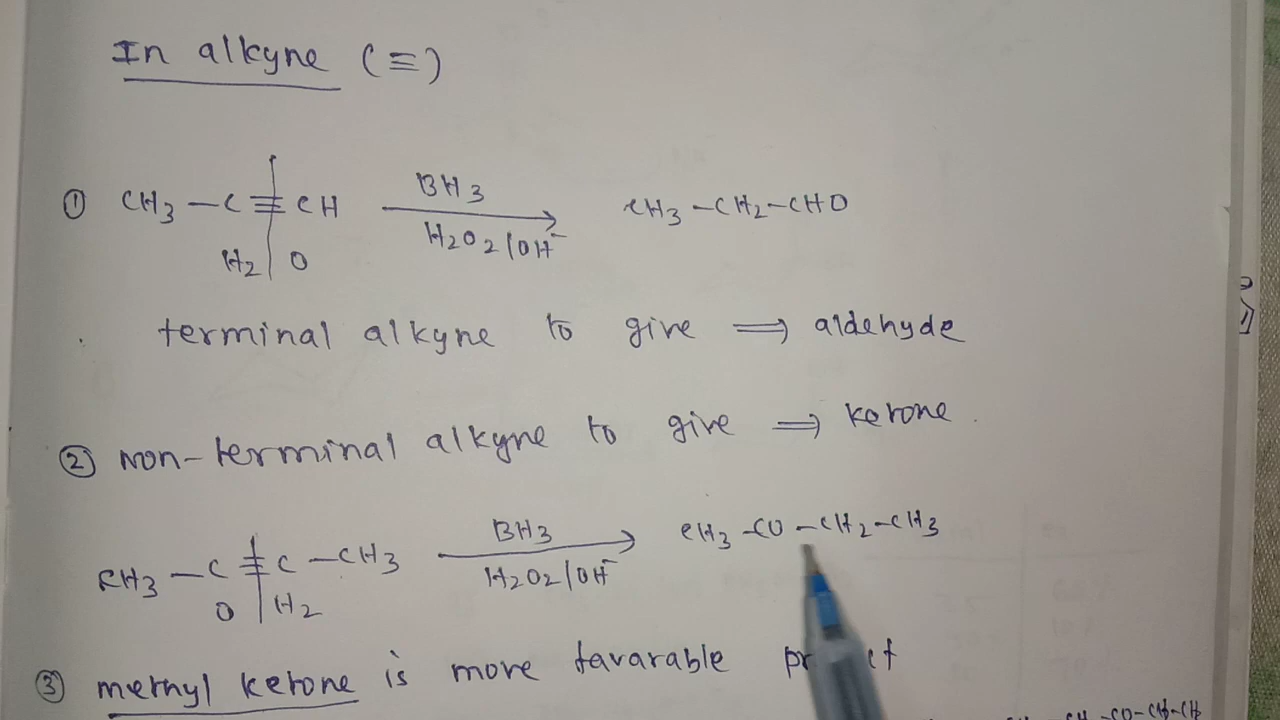 In alkyne (≡)
① CH3 – C ≡ CH BH3 H2O2/OH⁻ CH3 – CH2 – CHO
H2 | O
terminal alkyne to give ⟹ aldehyde
② non-terminal alkyne to give ⟹ ketone.
CH3 – C ≡ C – CH3 BH3 H2O2/OH⁻ CH3 – CO – CH2 – CH3
O | H2
③ methyl ketone is more favarable